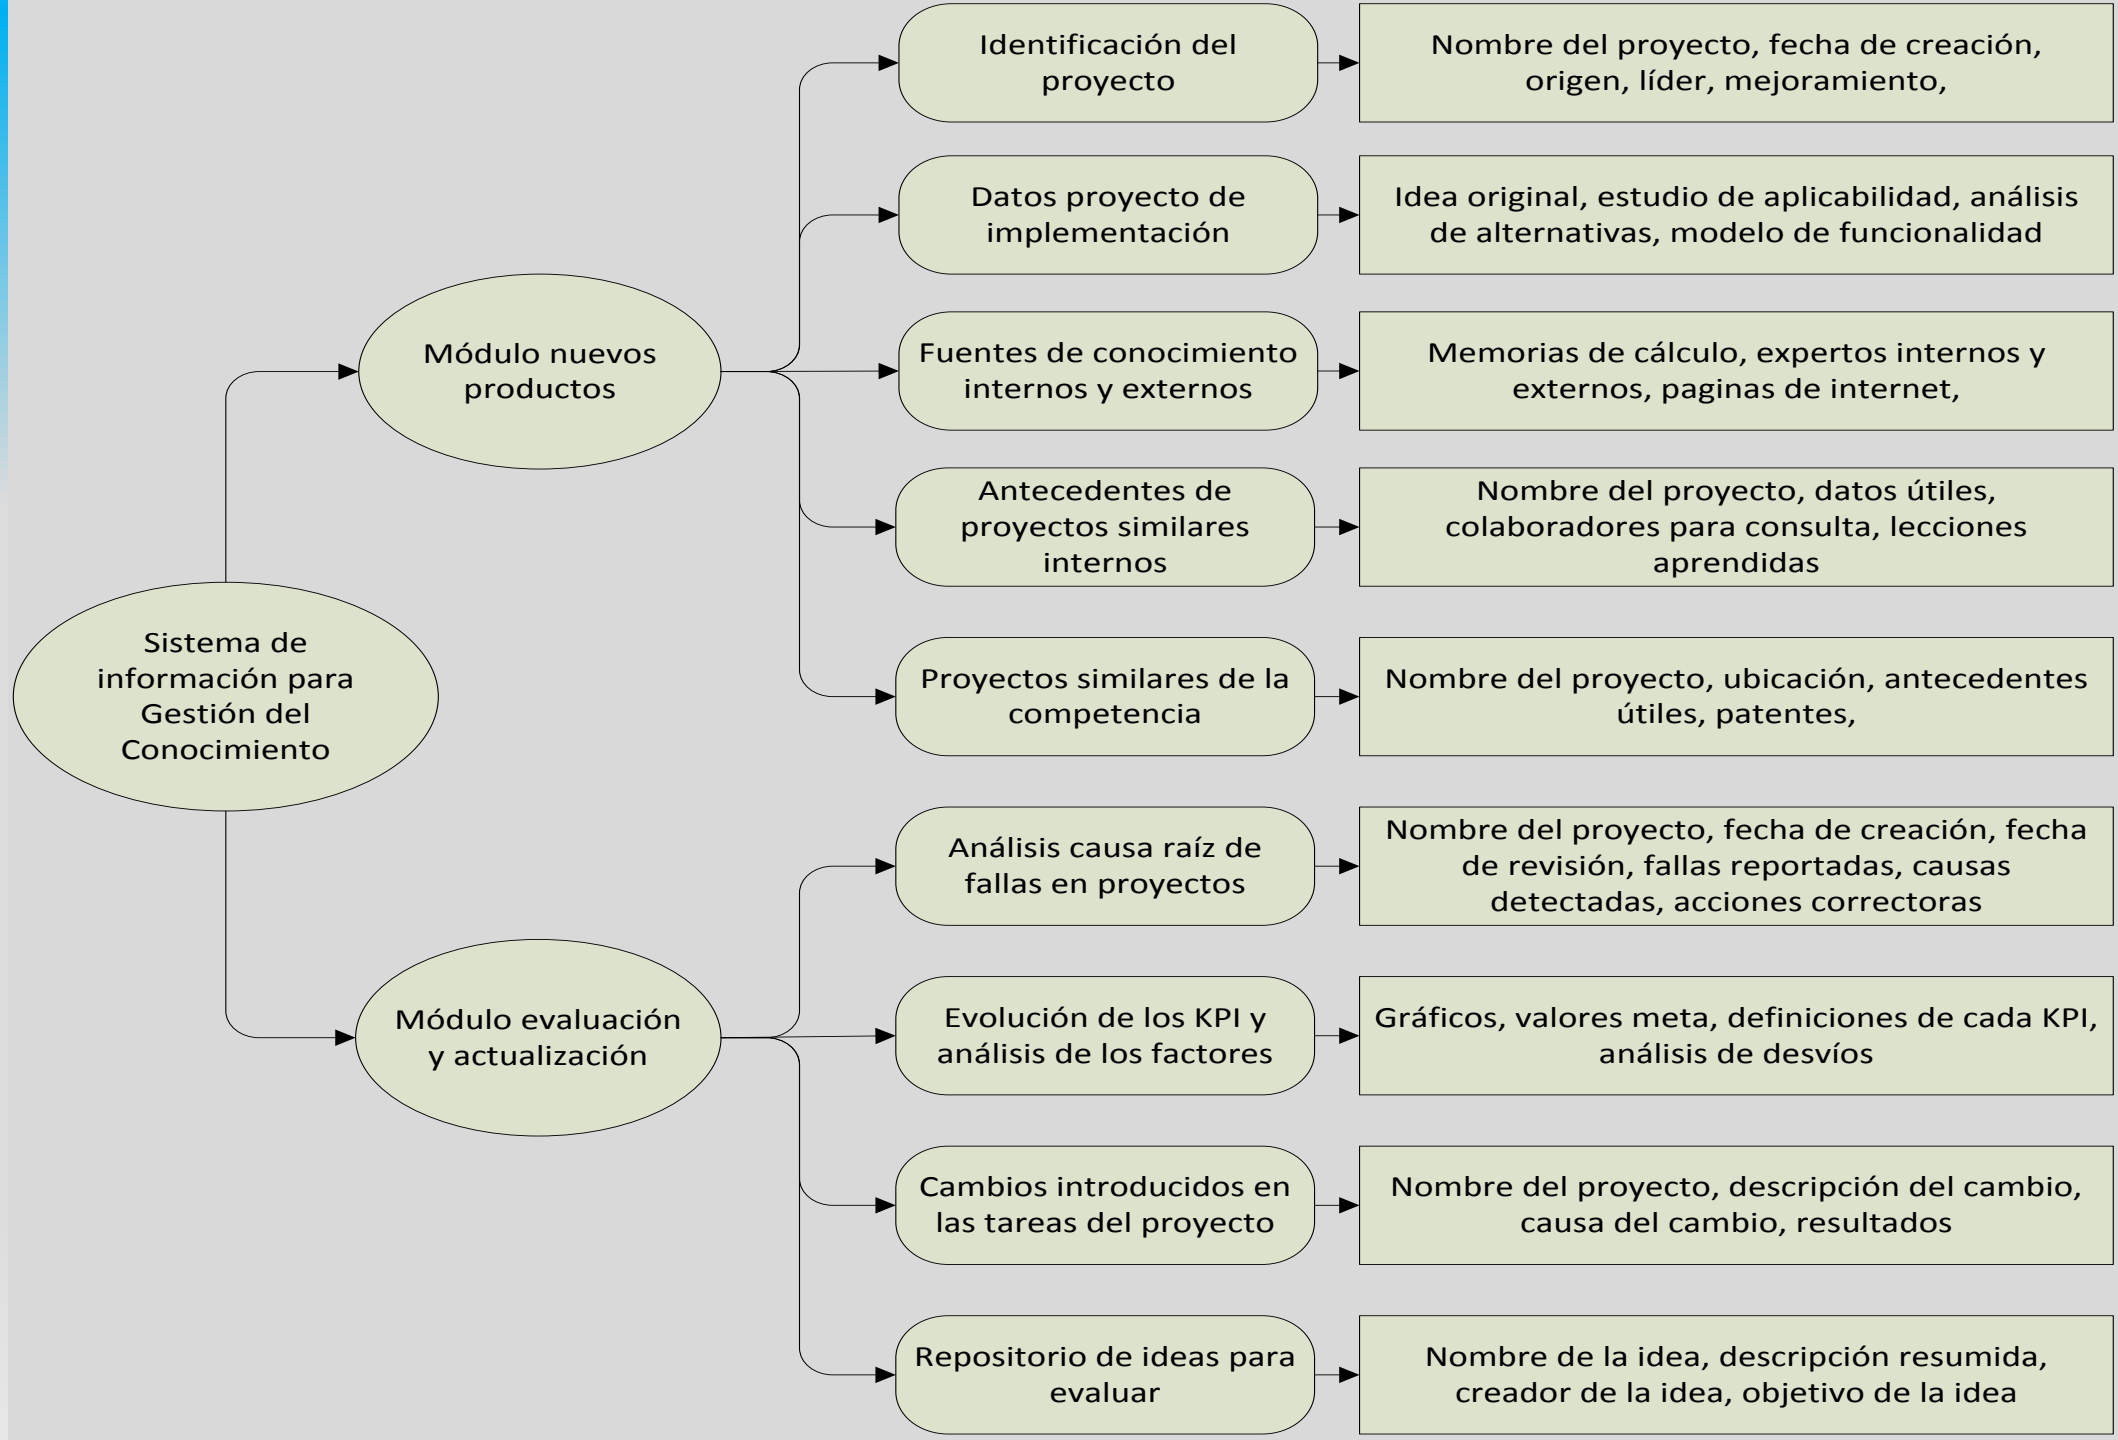 Sistema de
información para
Gestión del
Conocimiento
Módulo nuevos
productos
Identificación del
proyecto
Nombre del proyecto, fecha de creación,
origen, líder, mejoramiento,
Datos proyecto de
implementación
Idea original, estudio de aplicabilidad, análisis
de alternativas, modelo de funcionalidad
Fuentes de conocimiento
internos y externos
Memorias de cálculo, expertos internos y
externos, paginas de internet,
Antecedentes de
proyectos similares
internos
Nombre del proyecto, datos útiles,
colaboradores para consulta, lecciones
aprendidas
Proyectos similares de la
competencia
Nombre del proyecto, ubicación, antecedentes
útiles, patentes,
Módulo evaluación
y actualización
Análisis causa raíz de
fallas en proyectos
Nombre del proyecto, fecha de creación, fecha
de revisión, fallas reportadas, causas
detectadas, acciones correctoras
Evolución de los KPI y
análisis de los factores
Gráficos, valores meta, definiciones de cada KPI,
análisis de desvíos
Cambios introducidos en
las tareas del proyecto
Nombre del proyecto, descripción del cambio,
causa del cambio, resultados
Repositorio de ideas para
evaluar
Nombre de la idea, descripción resumida,
creador de la idea, objetivo de la idea